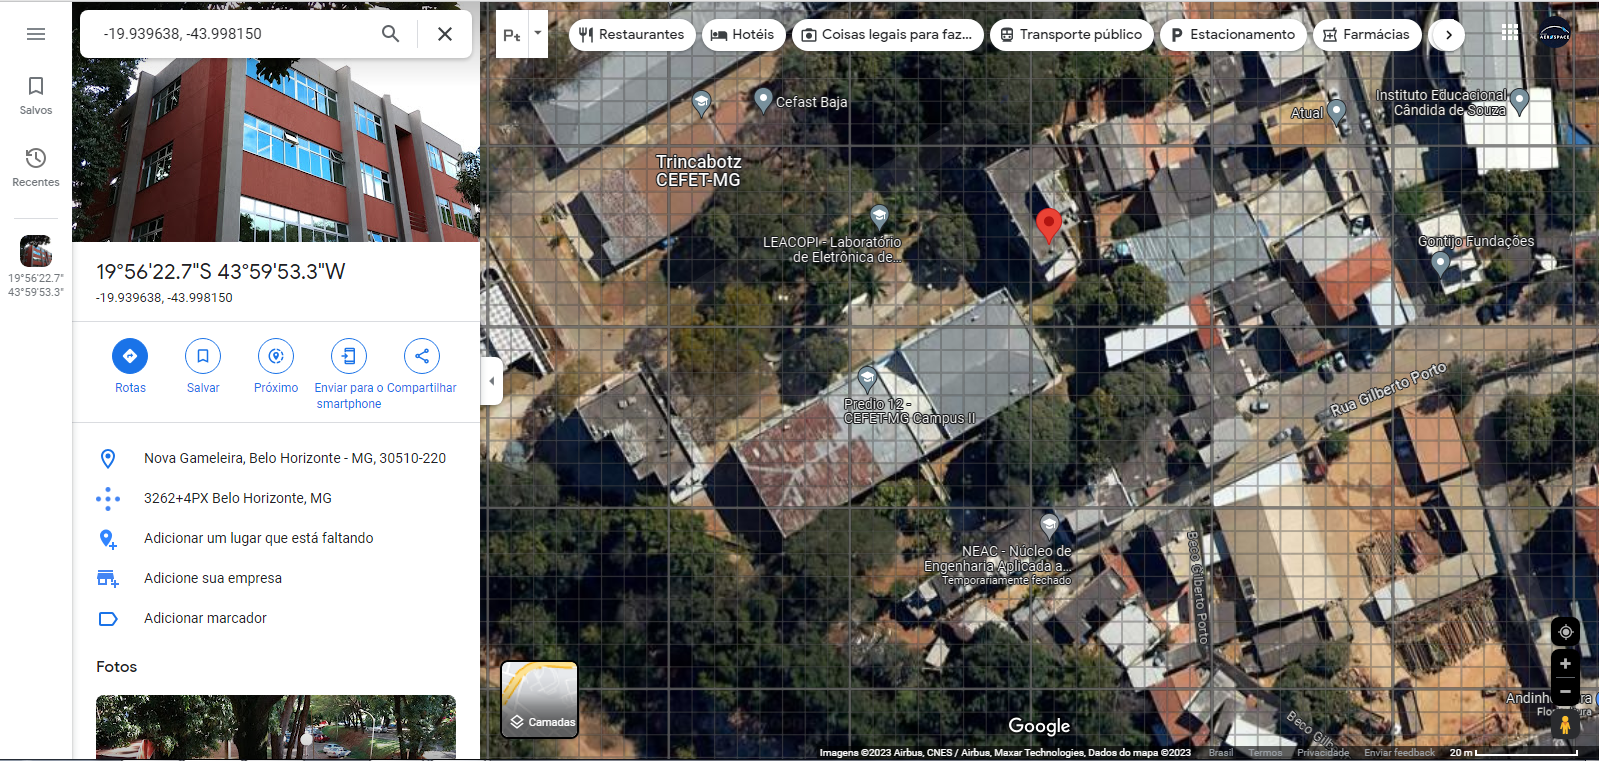 -19.939638, -43.998150
Salvos
Recentes
19°56'22.7"
43°59'53.3"
19°56'22.7"S 43°59'53.3"W
-19.939638, -43.998150
Rotas
Salvar
Próximo
Enviar para o
smartphone
Compartilhar
Nova Gameleira, Belo Horizonte - MG, 30510-220
3262+4PX Belo Horizonte, MG
Adicionar um lugar que está faltando
Adicione sua empresa
Adicionar marcador
Fotos
Pt
Restaurantes
Hotéis
Coisas legais para faz...
Transporte público
Estacionamento
Farmácias
AEROSPACE
Cefast Baja
Trincabotz
CEFET-MG
LEACOPI - Laboratório
de Eletrônica de...
Atual
Instituto Educacional
Cândida de Souza
Gontijo Fundações
Predio 12 -
CEFET-MG Campus II
Rua Gilberto Porto
NEAC - Núcleo de
Engenharia Aplicada a...
Temporariamente fechado
Beco Gilberto Porto
Beco Gilb
Camadas
Google
Imagens ©2023 Airbus, CNES / Airbus, Maxar Technologies, Dados do mapa ©2023
Brasil
Termos
Privacidade
Enviar feedback
20 m